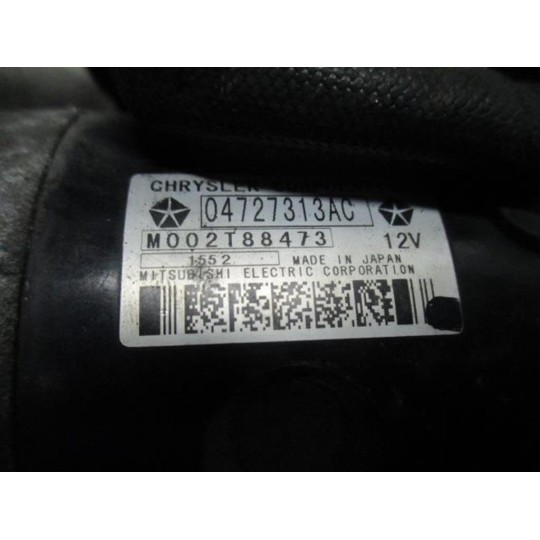 CHRYSLER
04727313AC
M002T88473 12V
1552 MADE IN JAPAN
MITSUBISHI ELECTRIC CORPORATION